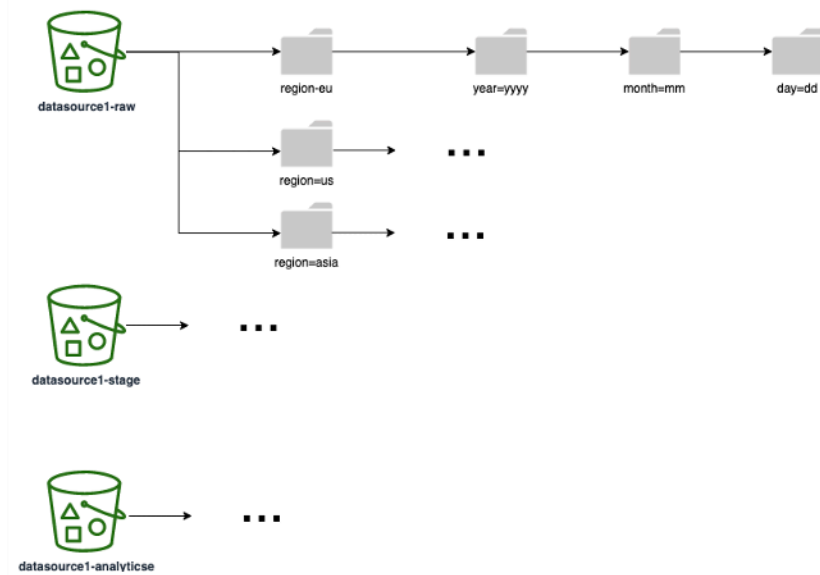 datasource1-raw
region-eu
year=yyyy
month=mm
day=dd
...
region=us
...
region=asia
...
datasource1-stage
...
datasource1-analyticse